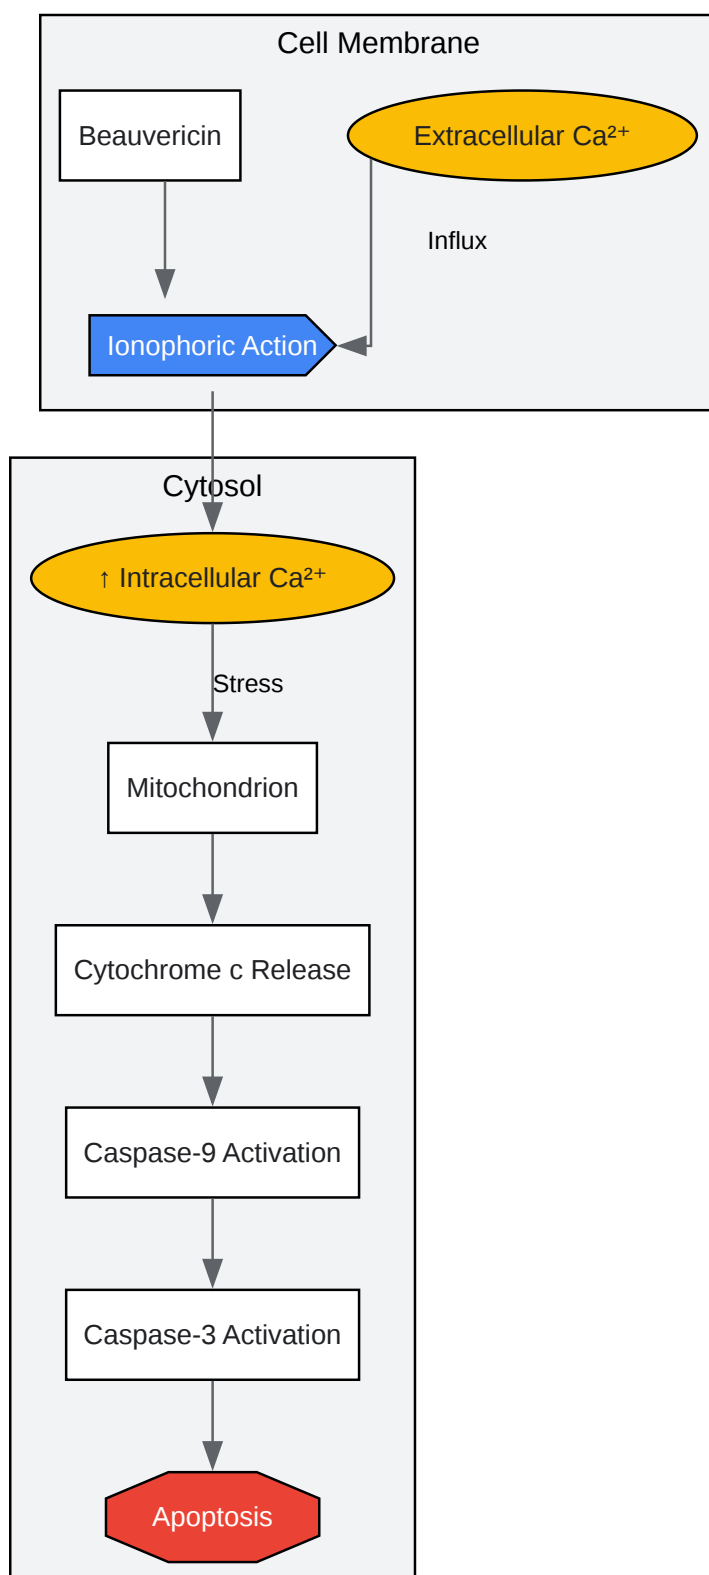 Cell Membrane
Beauvericin
Extracellular Ca²⁺
Influx
Ionophoric Action
Cytosol
↑ Intracellular Ca²⁺
Stress
Mitochondrion
Cytochrome c Release
Caspase-9 Activation
Caspase-3 Activation
Apoptosis